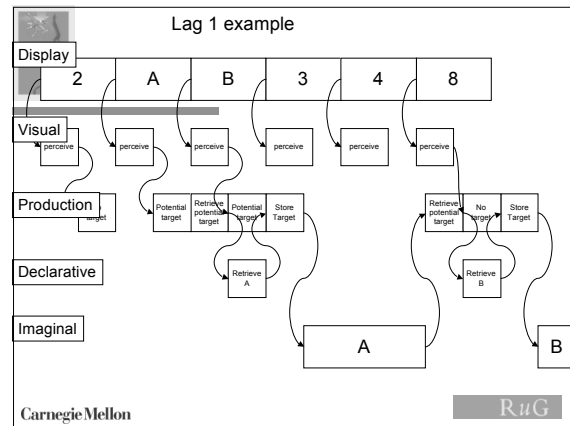 Lag 1 example
Display
2 A B 3 4 8
Visual
perceive perceive perceive perceive perceive perceive
Production
target
Potential
target
Retrieve
potential
target
Potential
target
Store
Target
Retrieve
potential
target
No
target
Store
Target
Declarative
Retrieve
A
Retrieve
B
Imaginal
A
B
Carnegie Mellon
RuG